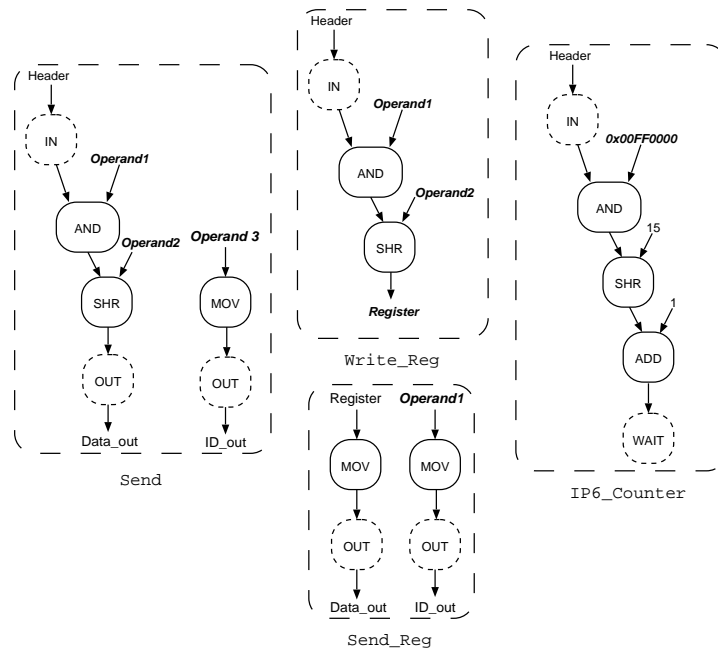 Header
IN
Operand1
AND
Operand2
SHR
OUT
Data_out
Operand 3
MOV
OUT
ID_out
Send
Header
IN
Operand1
AND
Operand2
SHR
Register
Write_Reg
Register
MOV
OUT
Data_out
Operand1
MOV
OUT
ID_out
Send_Reg
Header
IN
0x00FF0000
AND
15
SHR
1
ADD
WAIT
IP6_Counter